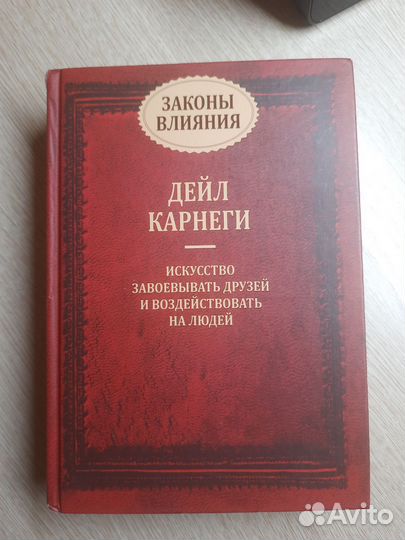 ЗАКОНЫ
ВЛИЯНИЯ
ДЕЙЛ
КАРНЕГИ
ИСКУССТВО
ЗАВОЕВЫВАТЬ ДРУЗЕЙ
И ВОЗДЕЙСТВОВАТЬ
НА ЛЮДЕЙ
Avito